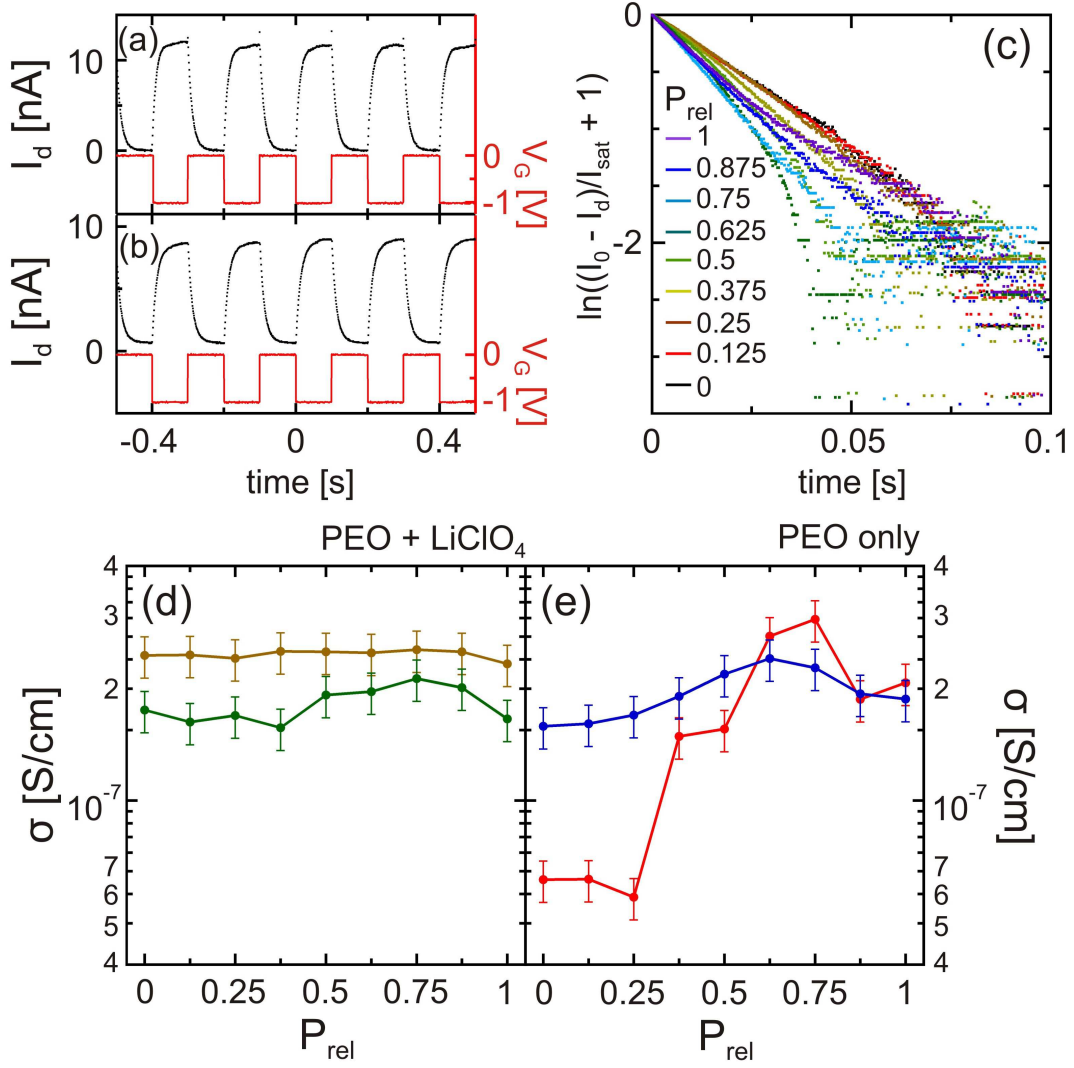 (a)
I_d [nA]
10
0
0
-1
V_G [V]
(b)
I_d [nA]
10
0
0
-1
V_G [V]
-0.4
0
0.4
time [s]
(c)
ln((I_0 - I_d)/I_sat + 1)
0
-2
P_rel
1
0.875
0.75
0.625
0.5
0.375
0.25
0.125
0
0
0.05
0.1
time [s]
PEO + LiClO_4
(d)
σ [S/cm]
4
3
2
10^-7
7
6
5
4
0
0.25
0.5
0.75
1
P_rel
PEO only
(e)
4
3
2
10^-7
7
6
5
4
σ [S/cm]
0
0.25
0.5
0.75
1
P_rel